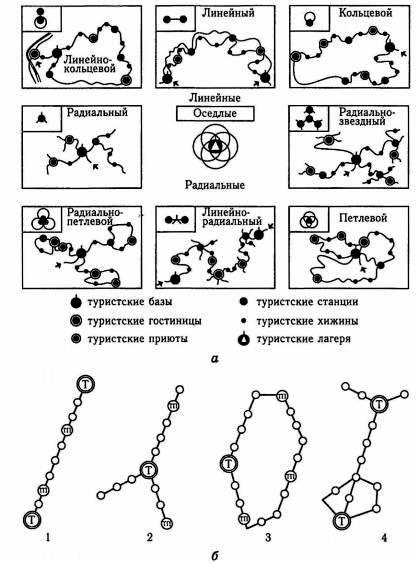 Линейно-
кольцевой
Линейный
Кольцевой
Радиальный
Линейные
Оседлые
Радиальные
Радиально-
звездный
Радиально-
петлевой
Линейно-
радиальный
Петлевой
туристские базы
туристские станции
туристские гостиницы
туристские хижины
туристские приюты
туристские лагеря
а
Т
m
m
Т
1
m
Т
m
2
m
Т
m
m
3
Т
Т
4
б